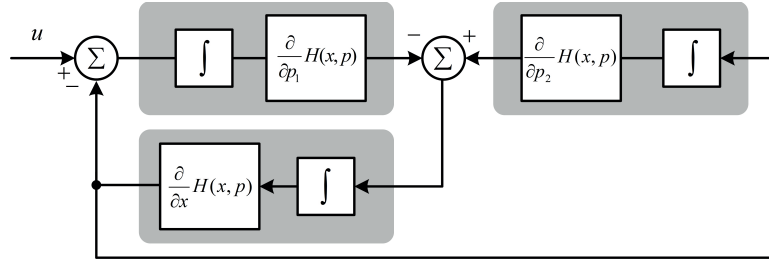 u
+
−
Σ
∫
∂/∂p₁ H(x, p)
−
Σ
+
∂/∂p₂ H(x, p)
∫
∂/∂x H(x, p)
∫